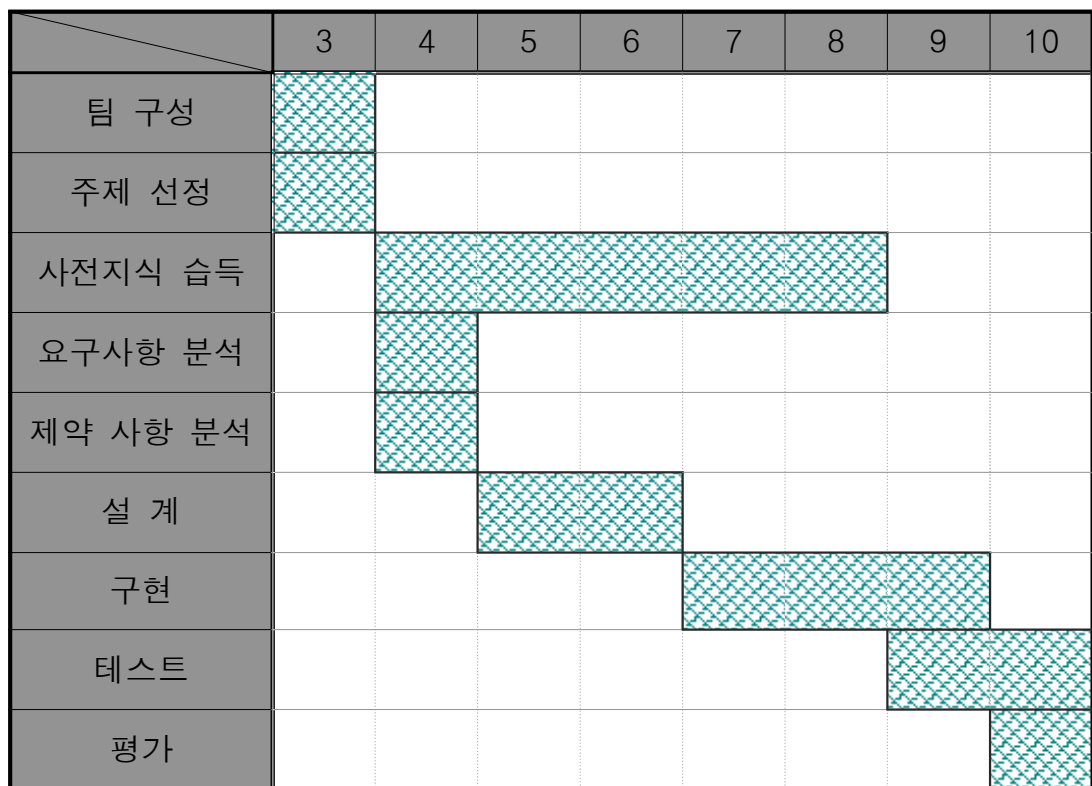 3 4 5 6 7 8 9 10
팀 구성
주제 선정
사전지식 습득
요구사항 분석
제약 사항 분석
설 계
구현
테스트
평가